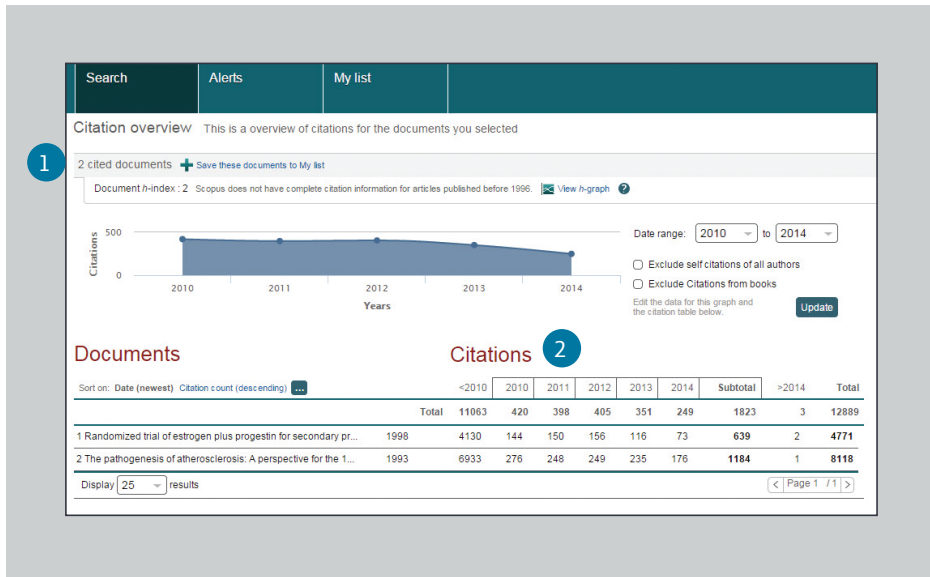 Search Alerts My list
Citation overview This is a overview of citations for the documents you selected
1
2 cited documents Save these documents to My list
Document h-index : 2 Scopus does not have complete citation information for articles published before 1996. View h-graph ?
500
0
Citations
2010 2011 2012 2013 2014
Years
Date range: 2010 to 2014
Exclude self citations of all authors
Exclude Citations from books
Edit the data for this graph and
the citation table below.
Update
Documents
Citations 2
Sort on: Date (newest) Citation count (descending) ...
<2010 2010 2011 2012 2013 2014 Subtotal >2014 Total
Total 11063 420 398 405 351 249 1823 3 12889
1 Randomized trial of estrogen plus progestin for secondary pr... 1998 4130 144 150 156 116 73 639 2 4771
2 The pathogenesis of atherosclerosis: A perspective for the 1... 1993 6933 276 248 249 235 176 1184 1 8118
Display 25 results
< Page 1 / 1 >